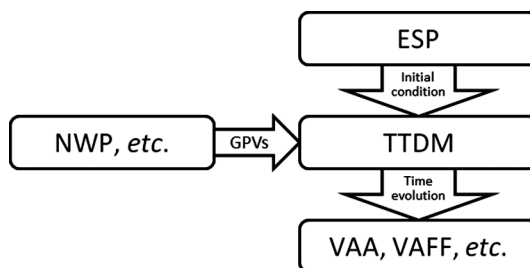 ESP
Initial
condition
NWP, etc.
GPVs
TTDM
Time
evolution
VAA, VAFF, etc.